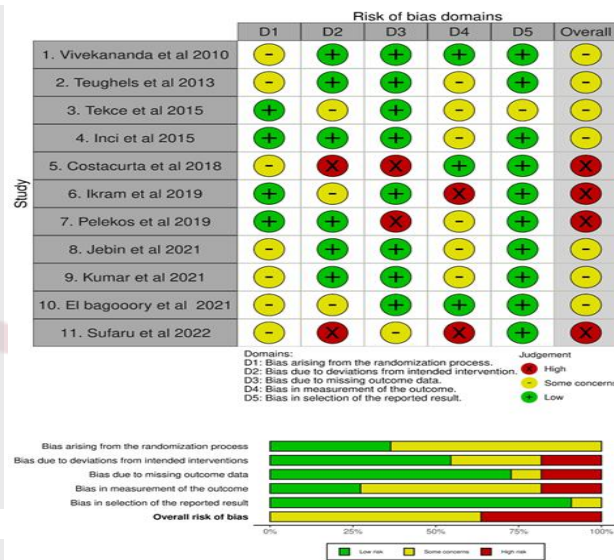 Risk of bias domains
D1 D2 D3 D4 D5 Overall
Study
1. Vivekananda et al 2010 - + + + + -
2. Teughels et al 2013 - + + - + -
3. Tekce et al 2015 + - + - - -
4. Inci et al 2015 + + + - + -
5. Costacurta et al 2018 - X X + + X
6. Ikram et al 2019 + - + X + X
7. Pelekos et al 2019 + + X - + X
8. Jebin et al 2021 - + + - + -
9. Kumar et al 2021 - + + - + -
10. El bagooory et al 2021 - - + + + -
11. Sufaru et al 2022 - X - X + X
Domains:
D1: Bias arising from the randomization process.
D2: Bias due to deviations from intended intervention.
D3: Bias due to missing outcome data.
D4: Bias in measurement of the outcome.
D5: Bias in selection of the reported result.
Judgement
X High
- Some concerns
+ Low
Bias arising from the randomization process
Bias due to deviations from intended interventions
Bias due to missing outcome data
Bias in measurement of the outcome
Bias in selection of the reported result
Overall risk of bias
0% 25% 50% 75% 100%
Low risk Some concerns High risk